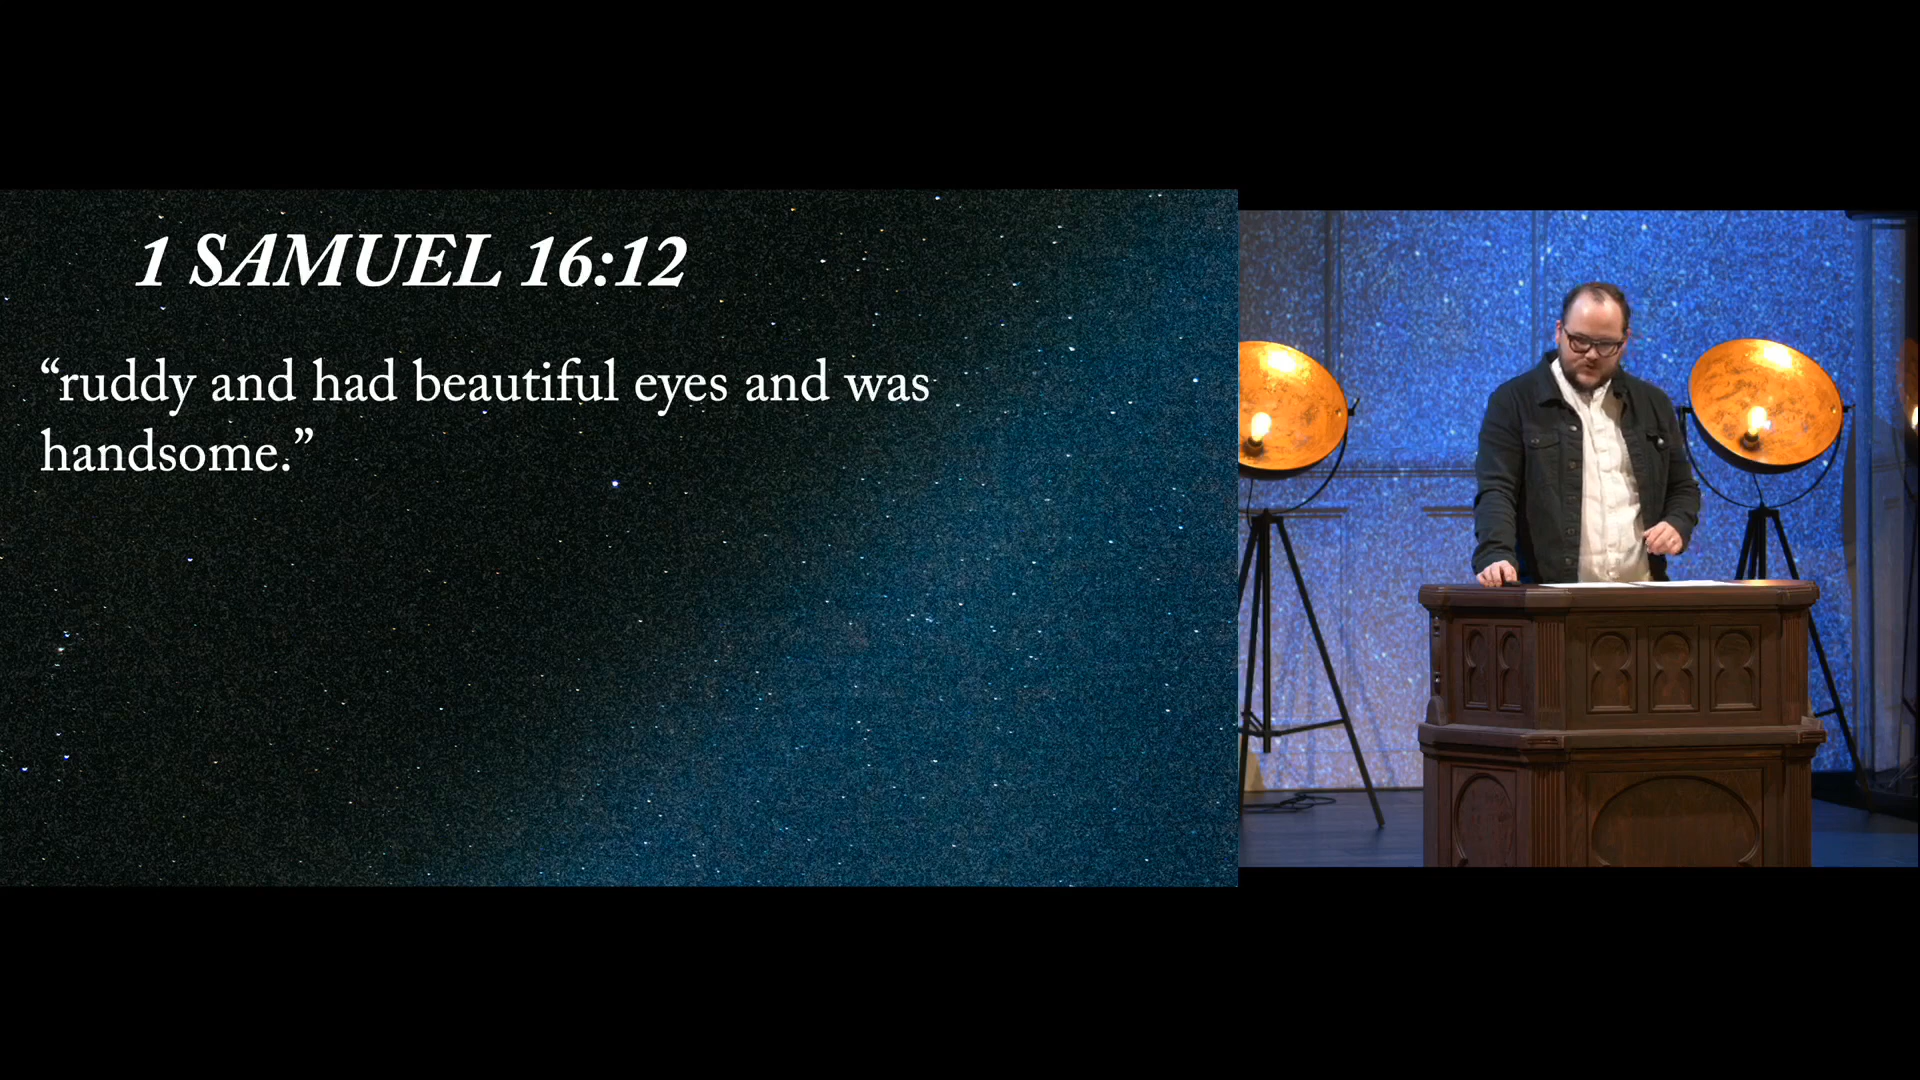 1 SAMUEL 16:12
“ruddy and had beautiful eyes and was
handsome.”